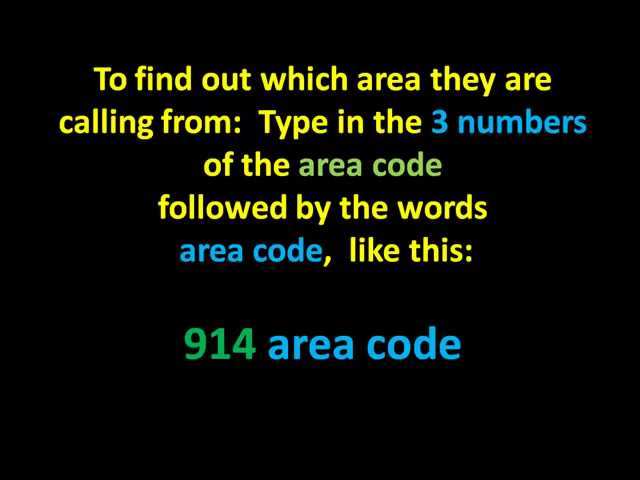 To find out which area they are
calling from:  Type in the 3 numbers
of the area code
followed by the words
area code,  like this:
914 area code